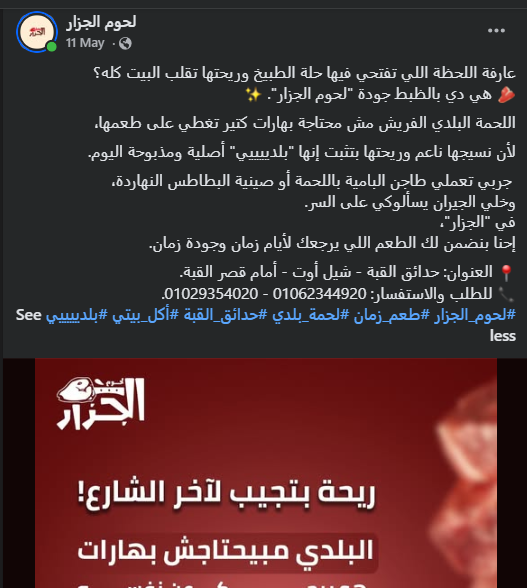 لحوم الجزار
11 May ·
عارفة اللحظة اللي تفتحي فيها حلة الطبيخ وريحتها تقلب البيت كله؟
🥩 هي دي بالظبط جودة "لحوم الجزار". ✨
اللحمة البلدي الفريش مش محتاجة بهارات كتير تغطي على طعمها،
لأن نسيجها ناعم وريحتها بتثبت إنها "بلدييييي" أصلية ومذبوحة اليوم.
جربي تعملي طاجن البامية باللحمة أو صينية البطاطس النهاردة،
وخلي الجيران يسألوكي على السر.
في "الجزار"،
إحنا بنضمن لك الطعم اللي يرجعك لأيام زمان وجودة زمان.
📍 العنوان: حدائق القبة - شيل أوت - أمام قصر القبة.
📞 للطلب والاستفسار: 01062344920 - 01029354020.
#لحوم_الجزار #طعم_زمان #لحمة_بلدي #حدائق_القبة #أكل_بيتي #بلدييييي See
less
لحوم
الجزار
ريحة بتجيب لآخر الشارع!
البلدي مبيحتاجش بهارات